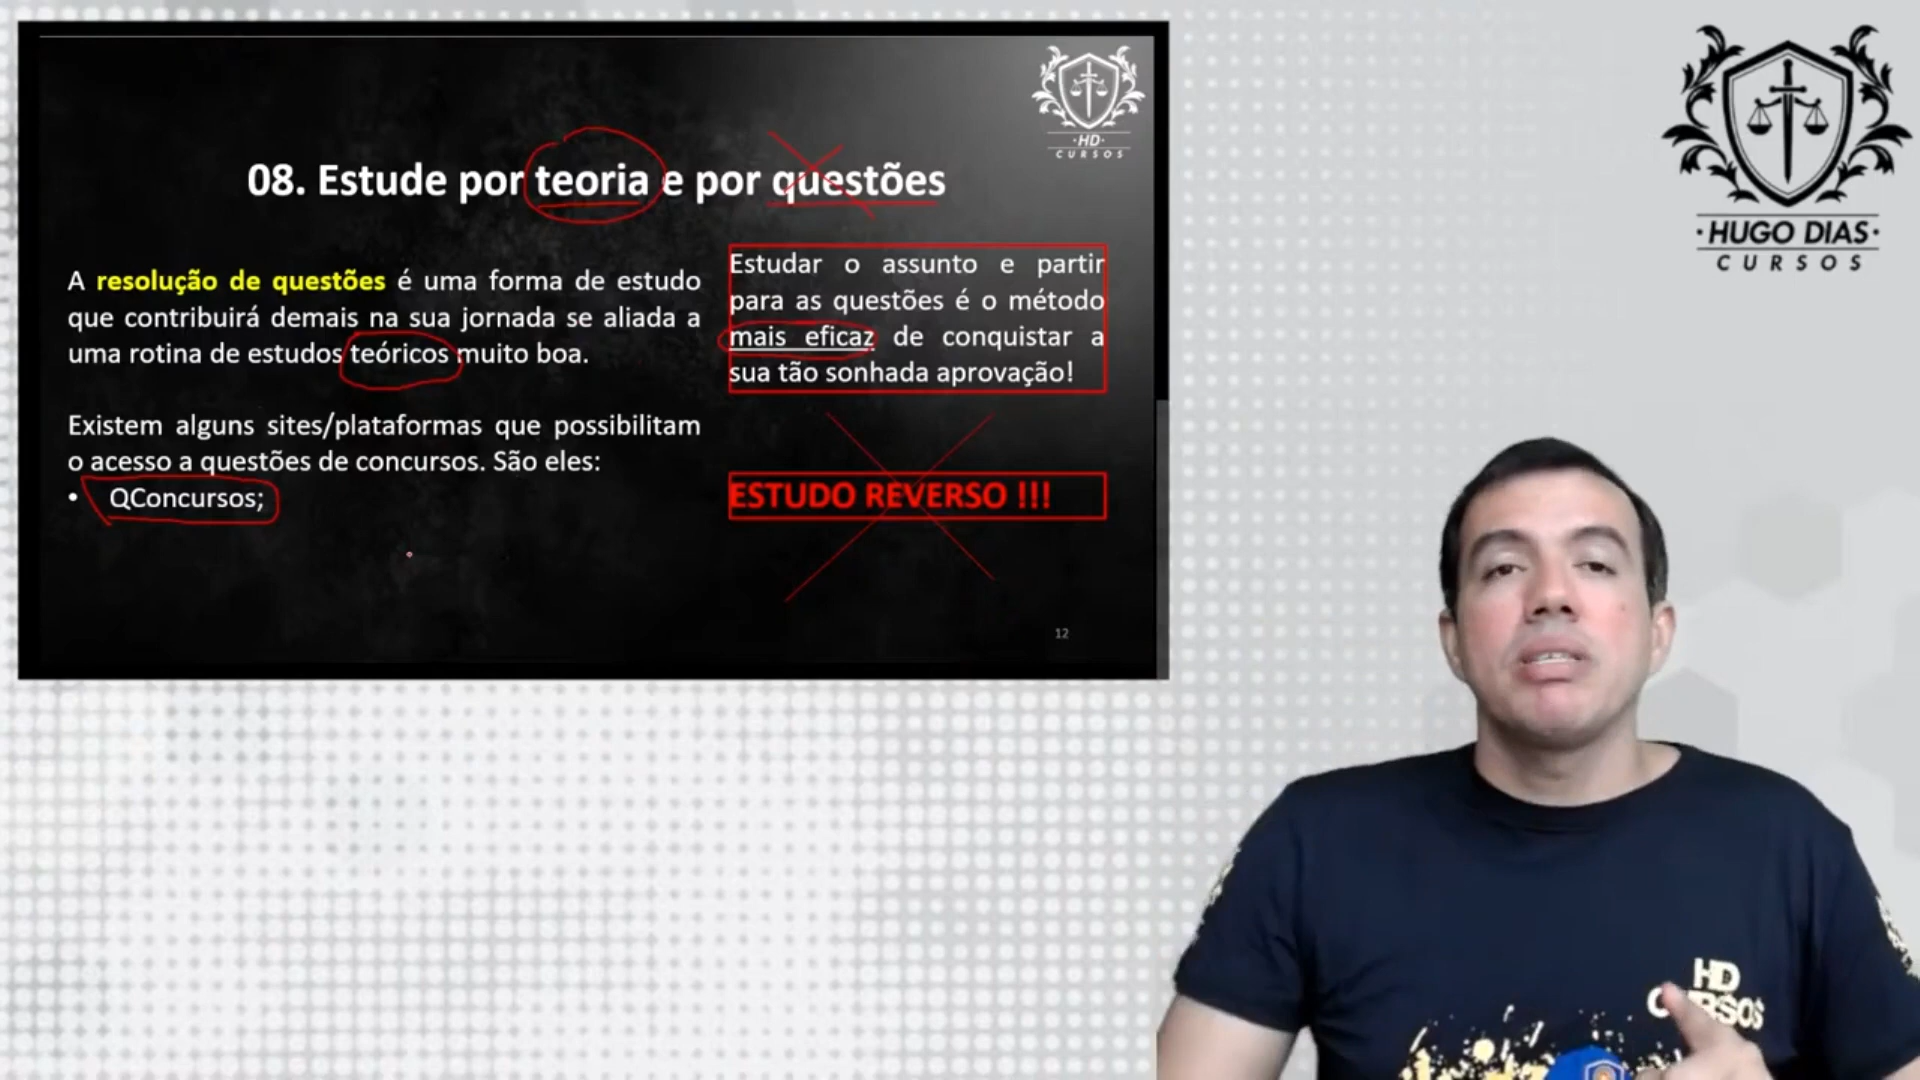 08. Estude por teoria e por questões
A resolução de questões é uma forma de estudo
que contribuirá demais na sua jornada se aliada a
uma rotina de estudos teóricos muito boa.
Existem alguns sites/plataformas que possibilitam
o acesso a questões de concursos. São eles:
• QConcursos;
Estudar o assunto e partir
para as questões é o método
mais eficaz de conquistar a
sua tão sonhada aprovação!
ESTUDO REVERSO !!!
12
·HD·
CURSOS
·HUGO DIAS·
CURSOS
HD
CURSOS